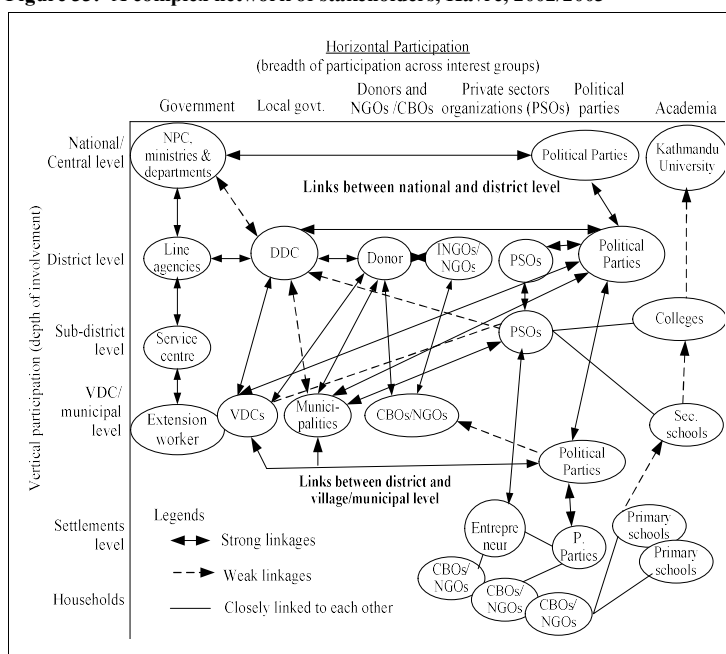 Figure 35: A complex network of stakeholders, Kavre, 2002/2003
Horizontal Participation
(breadth of participation across interest groups)
Government
Local govt.
Donors and
NGOs /CBOs
Private sectors
organizations (PSOs)
Political
parties
Academia
Vertical participation (depth of involvement)
National/
Central level
NPC,
ministries &
departments
Political Parties
Kathmandu
University
Links between national and district level
District level
Line
agencies
DDC
Donor
INGOs/
NGOs
PSOs
Political
Parties
Sub-district
level
Service
centre
PSOs
Colleges
VDC/
municipal
level
Extension
worker
VDCs
Munici-
palities
CBOs/NGOs
Sec.
schools
Political
Parties
Links between district and
village/municipal level
Settlements
level
Entrepre
neur
P.
Parties
Primary
schools
Primary
schools
Households
CBOs/
NGOs
CBOs/
NGOs
CBOs/
NGOs
Legends
Strong linkages
Weak linkages
Closely linked to each other